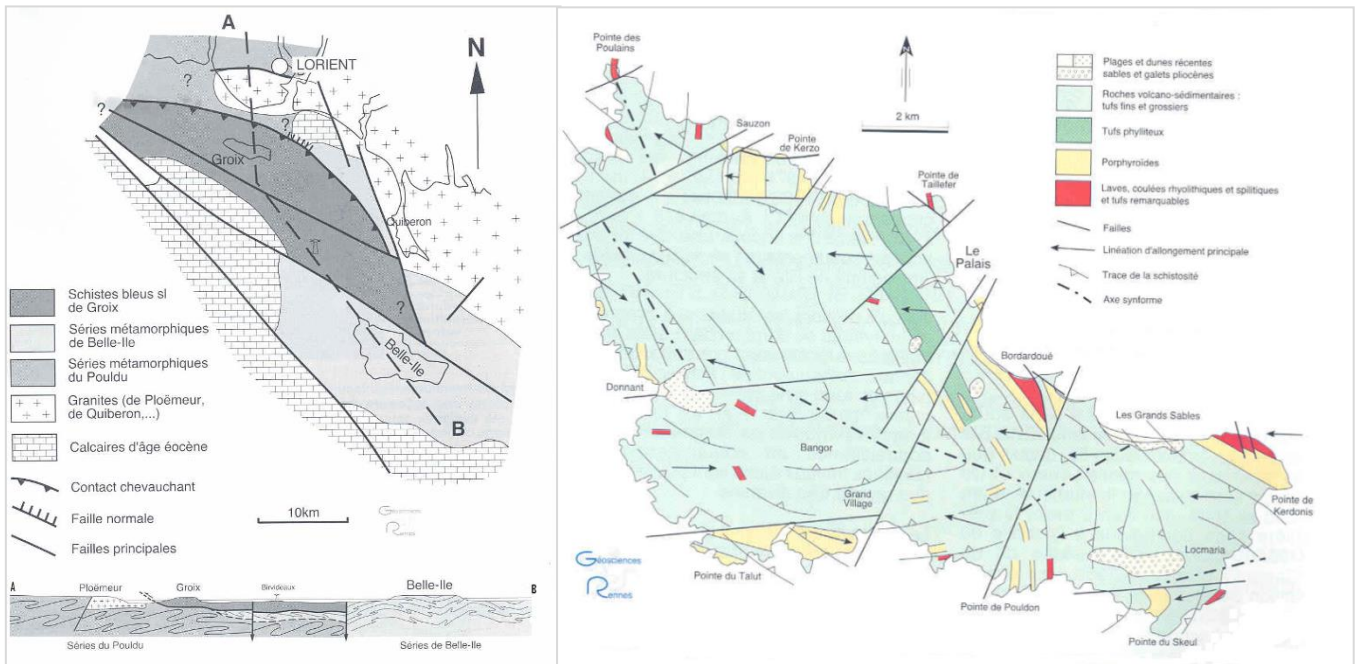 A
LORIENT
N
?
?
?
Groix
Quiberon
?
Belle-Ile
B
Schistes bleus sl
de Groix
Séries métamorphiques
de Belle-Ile
Séries métamorphiques
du Pouldu
Granites (de Ploëmeur,
de Quiberon,...)
Calcaires d'âge éocène
Contact chevauchant
Faille normale
Failles principales
10km
Géosciences
Rennes
A
Ploëmeur
Groix
Birvideaux
Belle-Ile
B
Séries du Pouldu
Séries de Belle-Ile
Pointe des
Poulains
Sauzon
Pointe
de Kerzo
2 km
Pointe de
Taillefer
Le
Palais
Bordardoué
Les Grands Sables
Donnant
Bangor
Grand
Village
Pointe de
Kerdonis
Locmaria
Pointe du Talut
Pointe de Pouldon
Pointe du Skeul
Géosciences
Rennes
Plages et dunes récentes
sables et galets pliocènes
Roches volcano-sédimentaires :
tufs fins et grossiers
Tufs phylliteux
Porphyroïdes
Laves, coulées rhyolithiques et spilitiques
et tufs remarquables
Failles
Linéation d'allongement principale
Trace de la schistosité
Axe synforme